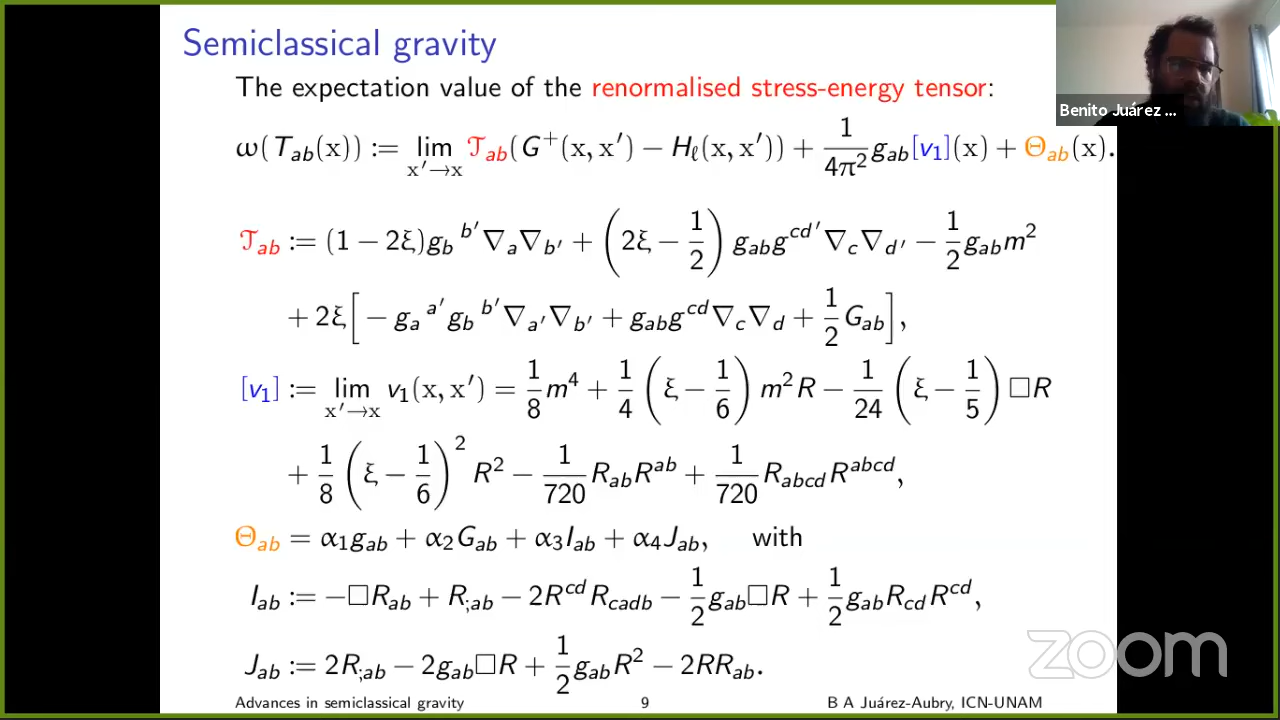 Semiclassical gravity
The expectation value of the renormalised stress-energy tensor:
ω(T_ab(x)) := lim_{x′→x} 𝒯_ab(G⁺(x, x′) − H_ℓ(x, x′)) + 1/(4π²) g_ab[v₁](x) + Θ_ab(x).
𝒯_ab := (1 − 2ξ)g_b^{b′}∇_a∇_{b′} + (2ξ − 1/2) g_ab g^{cd′}∇_c∇_{d′} − 1/2 g_ab m²
+ 2ξ[ − g_a^{a′} g_b^{b′}∇_{a′}∇_{b′} + g_ab g^{cd}∇_c∇_d + 1/2 G_ab ],
[v₁] := lim_{x′→x} v₁(x, x′) = 1/8 m⁴ + 1/4 (ξ − 1/6) m²R − 1/24 (ξ − 1/5) □R
+ 1/8 (ξ − 1/6)² R² − 1/720 R_ab R^{ab} + 1/720 R_abcd R^{abcd},
Θ_ab = α₁g_ab + α₂G_ab + α₃I_ab + α₄J_ab, with
I_ab := −□R_ab + R_{;ab} − 2R^{cd}R_cadb − 1/2 g_ab□R + 1/2 g_ab R_cd R^{cd},
J_ab := 2R_{;ab} − 2g_ab□R + 1/2 g_ab R² − 2RR_ab.
Advances in semiclassical gravity 9 B A Juárez-Aubry, ICN-UNAM
Benito Juárez ...
zoom